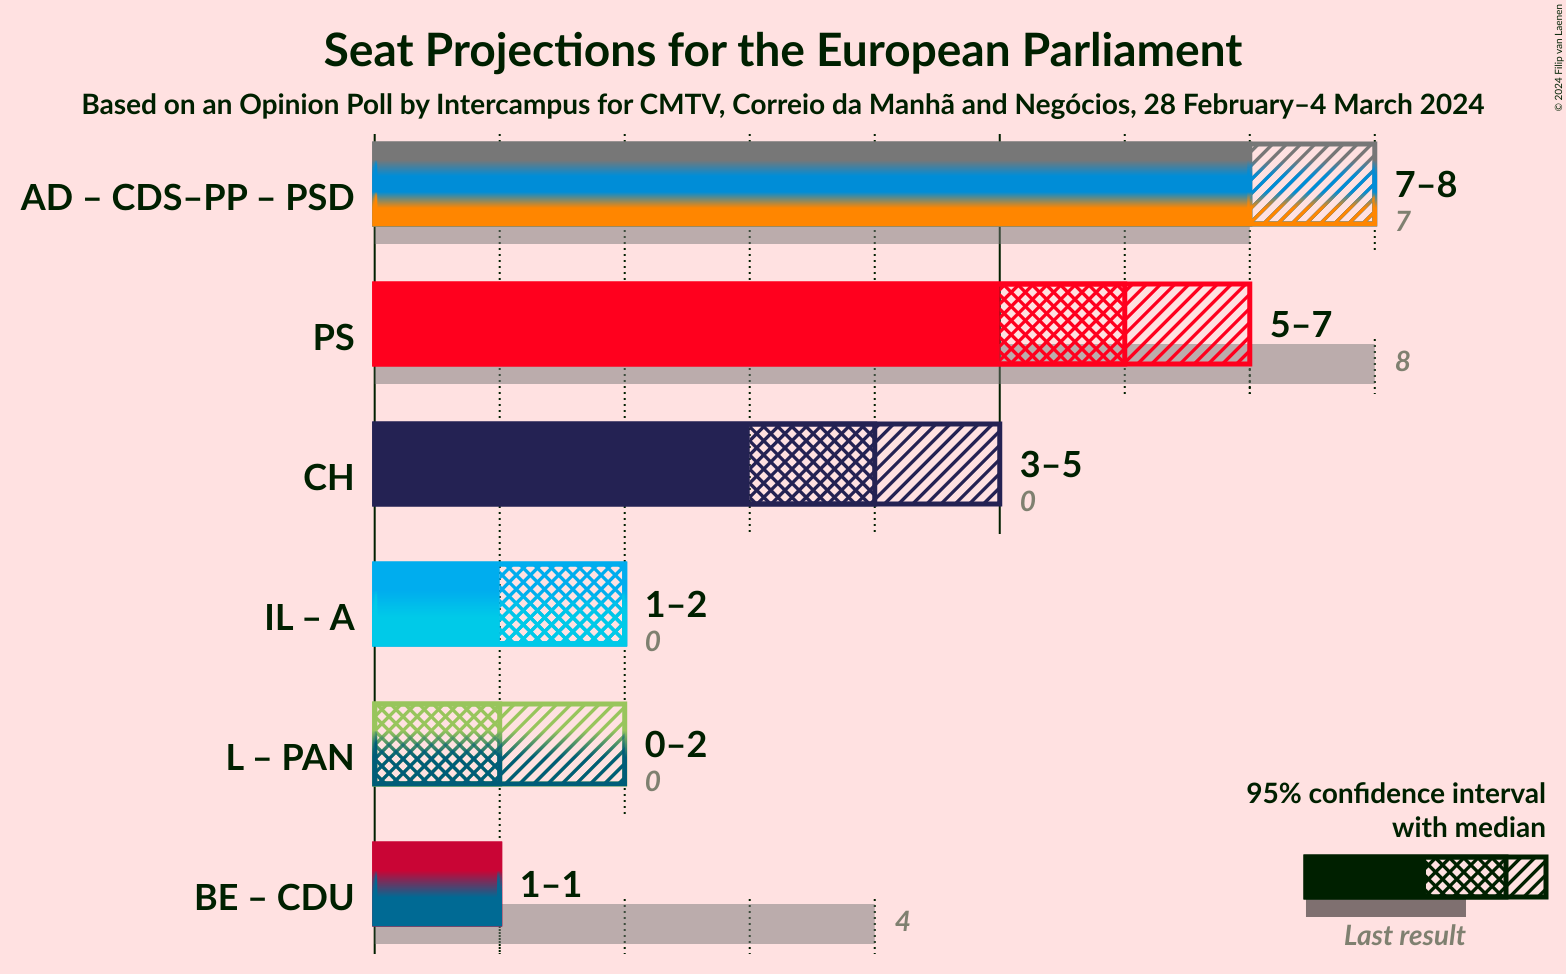 Seat Projections for the European Parliament
Based on an Opinion Poll by Intercampus for CMTV, Correio da Manhã and Negócios, 28 February–4 March 2024
© 2024 Filip van Laenen
AD – CDS–PP – PSD
7–8
7
PS
5–7
8
CH
3–5
0
IL – A
1–2
0
L – PAN
0–2
0
BE – CDU
1–1
4
95% confidence interval
with median
Last result